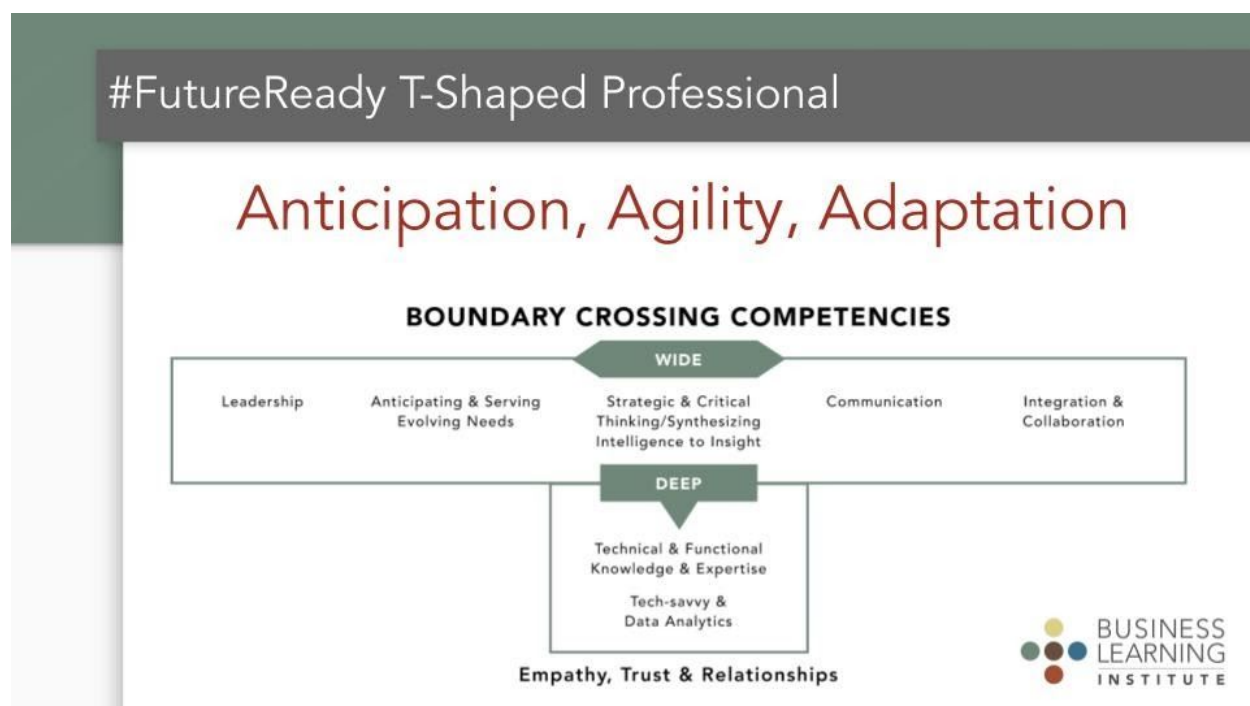 #FutureReady T-Shaped Professional
Anticipation, Agility, Adaptation
BOUNDARY CROSSING COMPETENCIES
WIDE
Leadership
Anticipating & Serving
Evolving Needs
Strategic & Critical
Thinking/Synthesizing
Intelligence to Insight
Communication
Integration &
Collaboration
DEEP
Technical & Functional
Knowledge & Expertise
Tech-savvy &
Data Analytics
Empathy, Trust & Relationships
BUSINESS
LEARNING
INSTITUTE